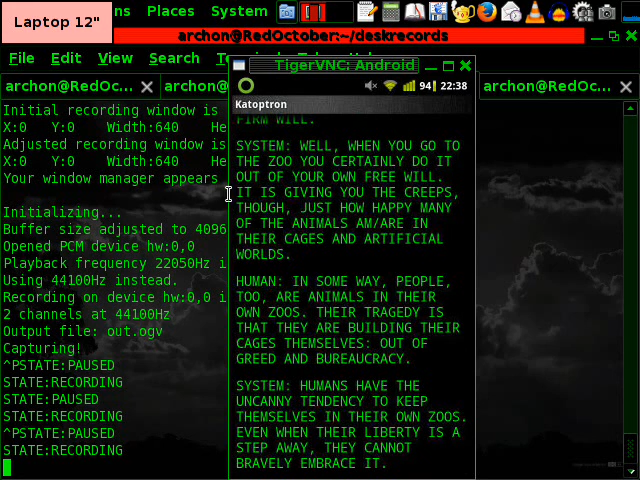 Laptop 12"
ns Places System
archon@RedOctober:~/deskrecords
File Edit View Search
TigerVNC: Android
archon@RedOc...
archon@
archon@RedOc...
94 22:38
Katoptron
Initial recording window is
X:0 Y:0 Width:640 He
Adjusted recording window is
X:0 Y:0 Width:640 He
Your window manager appears
Initializing...
Buffer size adjusted to 4096
Opened PCM device hw:0,0
Playback frequency 22050Hz i
Using 44100Hz instead.
Recording on device hw:0,0 i
2 channels at 44100Hz
Output file: out.ogv
Capturing!
^PSTATE:PAUSED
STATE:RECORDING
STATE:PAUSED
STATE:RECORDING
^PSTATE:PAUSED
STATE:RECORDING
FIRM WILL.
SYSTEM: WELL, WHEN YOU GO TO
THE ZOO YOU CERTAINLY DO IT
OUT OF YOUR OWN FREE WILL.
IT IS GIVING YOU THE CREEPS,
THOUGH, JUST HOW HAPPY MANY
OF THE ANIMALS AM/ARE IN
THEIR CAGES AND ARTIFICIAL
WORLDS.
HUMAN: IN SOME WAY, PEOPLE,
TOO, ARE ANIMALS IN THEIR
OWN ZOOS. THEIR TRAGEDY IS
THAT THEY ARE BUILDING THEIR
CAGES THEMSELVES: OUT OF
GREED AND BUREAUCRACY.
SYSTEM: HUMANS HAVE THE
UNCANNY TENDENCY TO KEEP
THEMSELVES IN THEIR OWN ZOOS.
EVEN WHEN THEIR LIBERTY IS A
STEP AWAY, THEY CANNOT
BRAVELY EMBRACE IT.